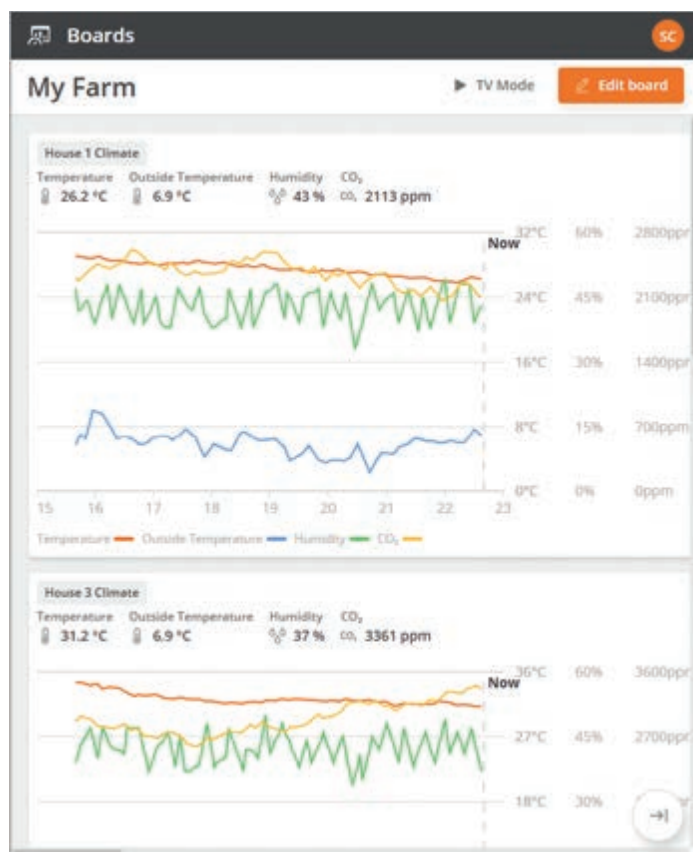 Boards
SC
My Farm
TV Mode
Edit board
House 1 Climate
Temperature Outside Temperature Humidity CO₂
26.2 °C 6.9 °C 43 % CO₂ 2113 ppm
Now
32°C 60% 2800ppr
24°C 45% 2100ppr
16°C 30% 1400ppr
8°C 15% 700ppm
0°C 0% 0ppm
15 16 17 18 19 20 21 22 23
Temperature Outside Temperature Humidity CO₂
House 3 Climate
Temperature Outside Temperature Humidity CO₂
31.2 °C 6.9 °C 37 % CO₂ 3361 ppm
Now
36°C 60% 3600ppr
27°C 45% 2700ppr
18°C 30%